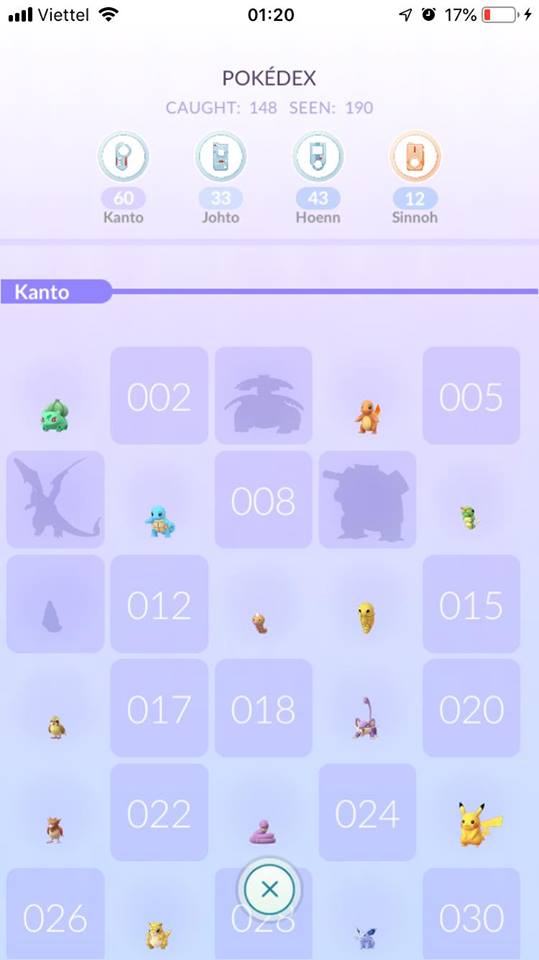 Viettel 01:20 17%
POKÉDEX
CAUGHT: 148 SEEN: 190
60 33 43 12
Kanto Johto Hoenn Sinnoh
Kanto
002 005
008
012 015
017 018 020
022 024
026 028 030